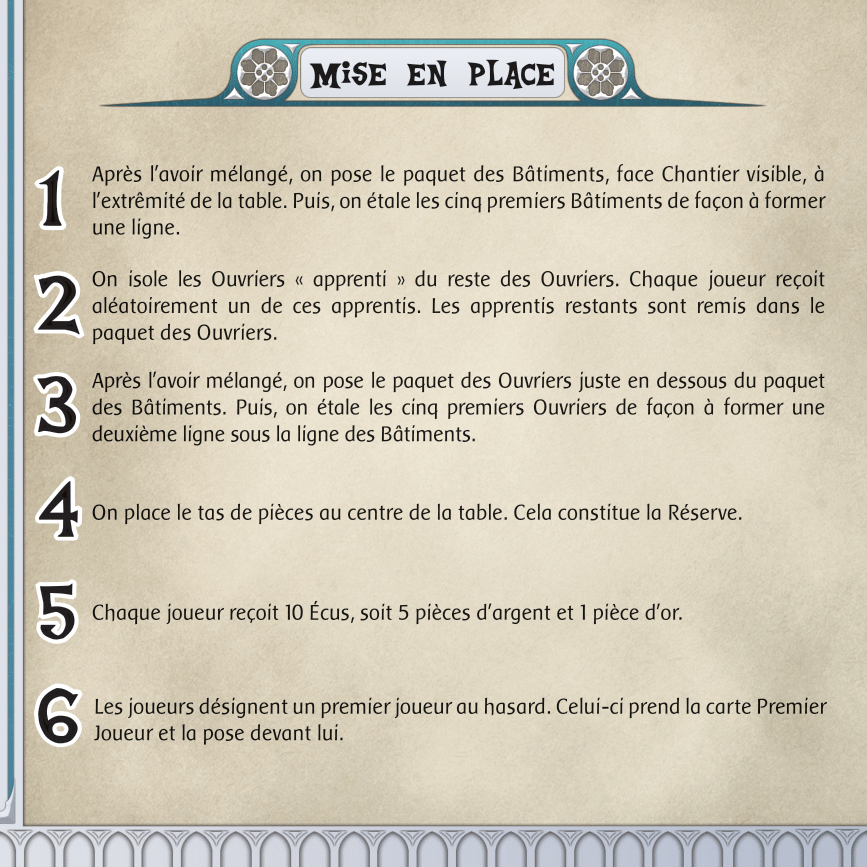 Mise en place
1
Après l'avoir mélangé, on pose le paquet des Bâtiments, face Chantier visible, à
l'extrêmité de la table. Puis, on étale les cinq premiers Bâtiments de façon à former
une ligne.
2
On isole les Ouvriers « apprenti » du reste des Ouvriers. Chaque joueur reçoit
aléatoirement un de ces apprentis. Les apprentis restants sont remis dans le
paquet des Ouvriers.
3
Après l'avoir mélangé, on pose le paquet des Ouvriers juste en dessous du paquet
des Bâtiments. Puis, on étale les cinq premiers Ouvriers de façon à former une
deuxième ligne sous la ligne des Bâtiments.
4
On place le tas de pièces au centre de la table. Cela constitue la Réserve.
5
Chaque joueur reçoit 10 Écus, soit 5 pièces d'argent et 1 pièce d'or.
6
Les joueurs désignent un premier joueur au hasard. Celui-ci prend la carte Premier
Joueur et la pose devant lui.